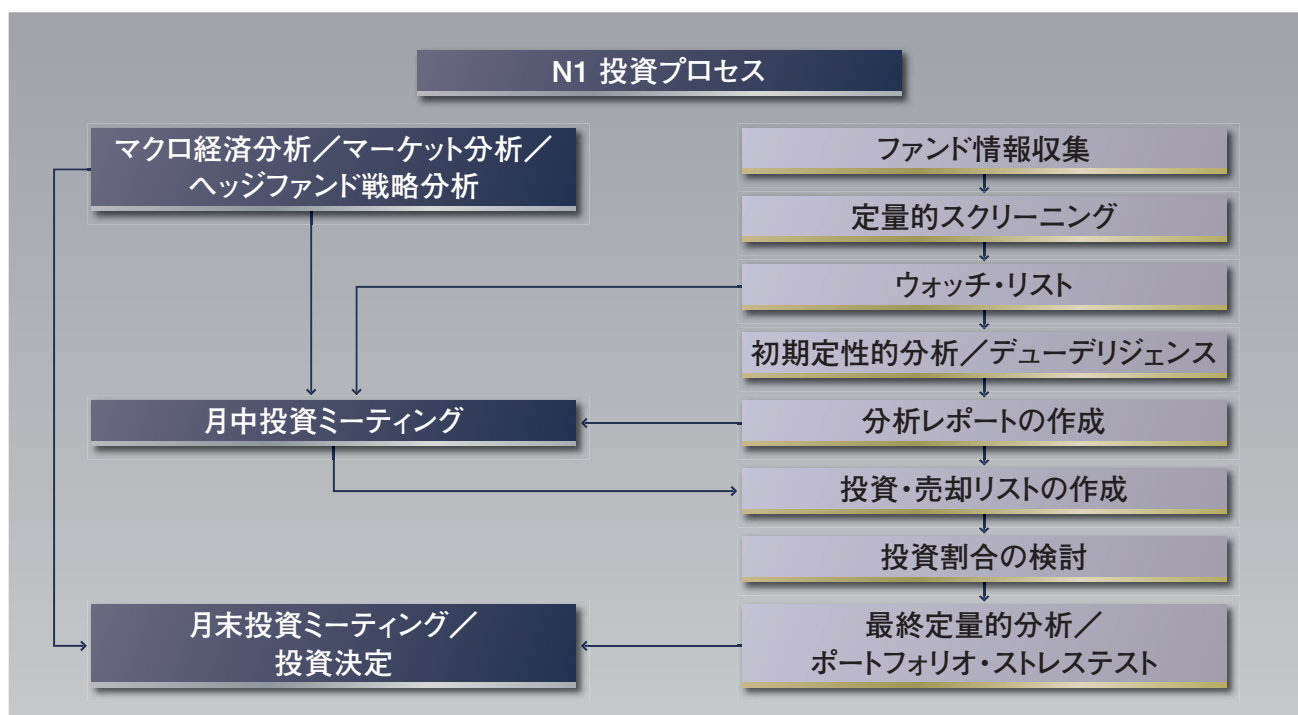 N1 投資プロセス
マクロ経済分析／マーケット分析／
ヘッジファンド戦略分析
月中投資ミーティング
月末投資ミーティング／
投資決定
ファンド情報収集
定量的スクリーニング
ウォッチ・リスト
初期定性的分析／デューデリジェンス
分析レポートの作成
投資・売却リストの作成
投資割合の検討
最終定量的分析／
ポートフォリオ・ストレステスト